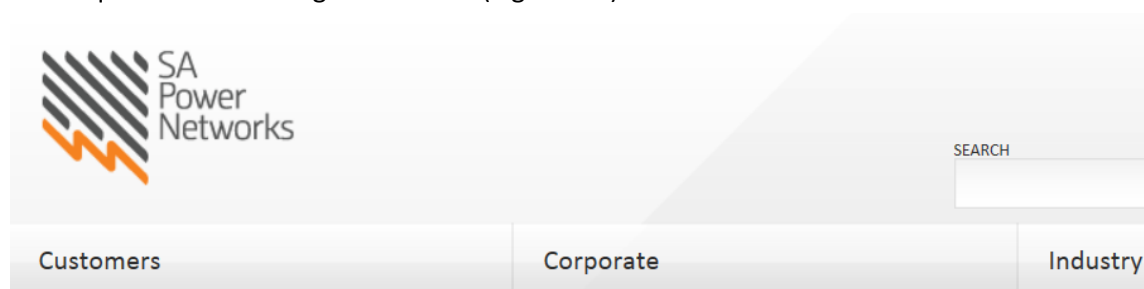 SA
Power
Networks
SEARCH
Customers
Corporate
Industry